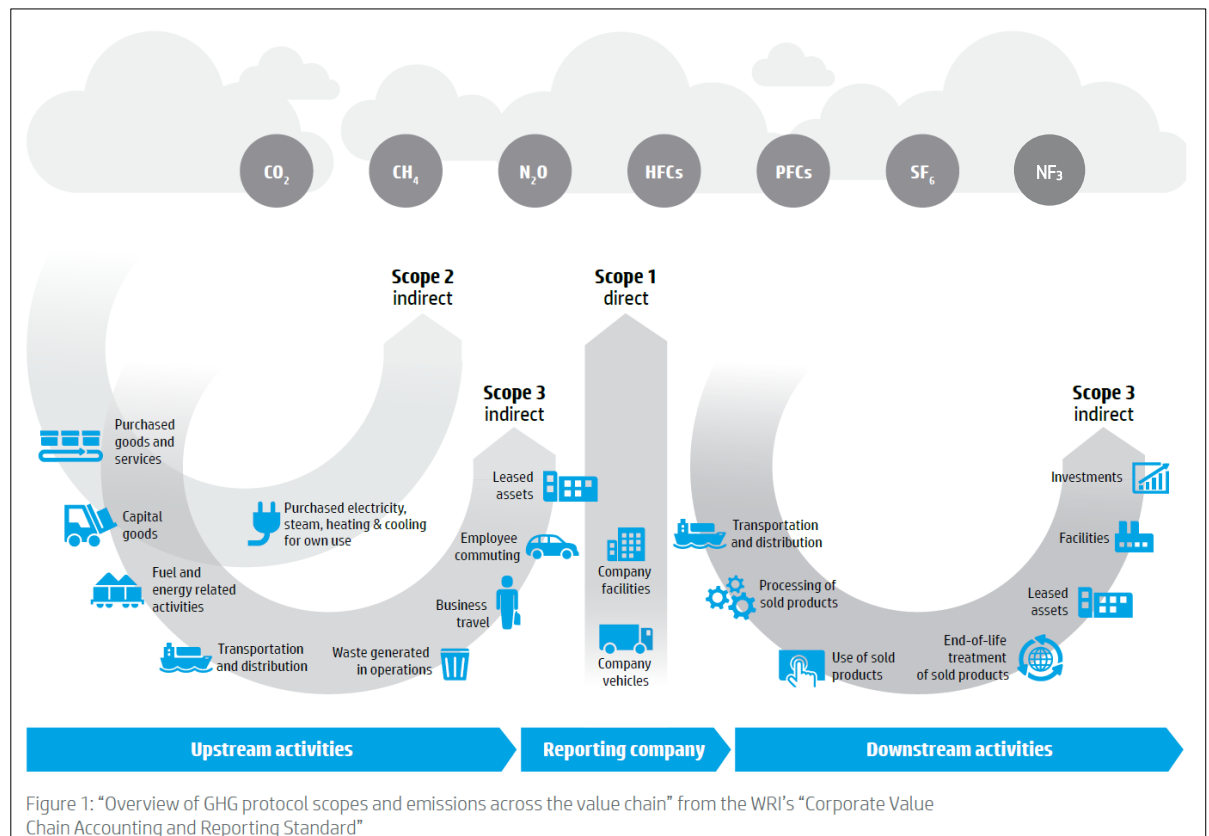 CO₂
CH₄
N₂O
HFCs
PFCs
SF₆
NF₃
Scope 2
indirect
Scope 1
direct
Scope 3
indirect
Scope 3
indirect
Purchased
goods and
services
Capital
goods
Fuel and
energy related
activities
Transportation
and distribution
Purchased electricity,
steam, heating & cooling
for own use
Waste generated
in operations
Business
travel
Employee
commuting
Leased
assets
Company
facilities
Company
vehicles
Transportation
and distribution
Processing of
sold products
Use of sold
products
End-of-life
treatment
of sold products
Leased
assets
Facilities
Investments
Upstream activities
Reporting company
Downstream activities
Figure 1: “Overview of GHG protocol scopes and emissions across the value chain” from the WRI’s “Corporate Value
Chain Accounting and Reporting Standard”